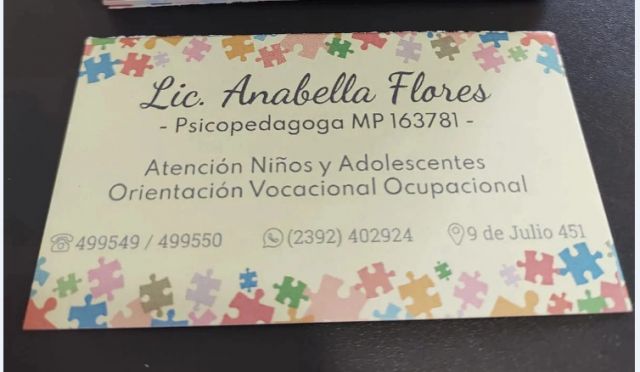 Lic. Anabella Flores
- Psicopedagoga MP 163781 -
Atención Niños y Adolescentes
Orientación Vocacional Ocupacional
499549 / 499550 (2392) 402924 9 de Julio 451